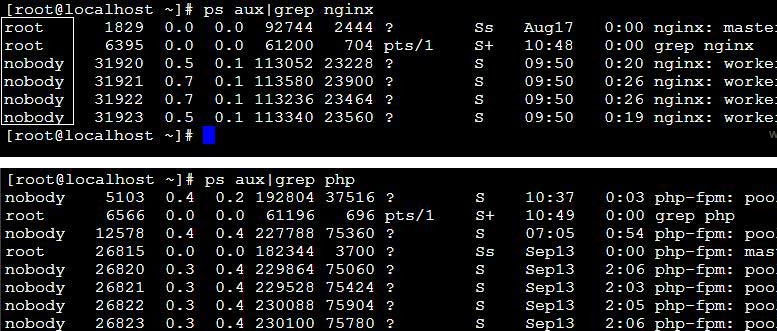 [root@localhost ~]# ps aux|grep nginx
root 1829 0.0 0.0 92744 2444 ? Ss Aug17 0:00 nginx: maste
root 6395 0.0 0.0 61200 704 pts/1 S+ 10:48 0:00 grep nginx
nobody 31920 0.5 0.1 113052 23228 ? S 09:50 0:20 nginx: worke
nobody 31921 0.7 0.1 113580 23900 ? S 09:50 0:26 nginx: worke
nobody 31922 0.7 0.1 113236 23464 ? S 09:50 0:26 nginx: worke
nobody 31923 0.5 0.1 113340 23560 ? S 09:50 0:19 nginx: worke
[root@localhost ~]#
[root@localhost ~]# ps aux|grep php
nobody 5103 0.4 0.2 192804 37516 ? S 10:37 0:03 php-fpm: poo
root 6566 0.0 0.0 61196 696 pts/1 S+ 10:49 0:00 grep php
nobody 12578 0.4 0.4 227788 75360 ? S 07:05 0:54 php-fpm: poo
root 26815 0.0 0.0 182344 3700 ? Ss Sep13 0:00 php-fpm: mas
nobody 26820 0.3 0.4 229864 75060 ? S Sep13 2:06 php-fpm: poo
nobody 26821 0.3 0.4 229528 75424 ? S Sep13 2:03 php-fpm: poo
nobody 26822 0.3 0.4 230088 75904 ? S Sep13 2:05 php-fpm: poo
nobody 26823 0.3 0.4 230100 75780 ? S Sep13 2:06 php-fpm: poo